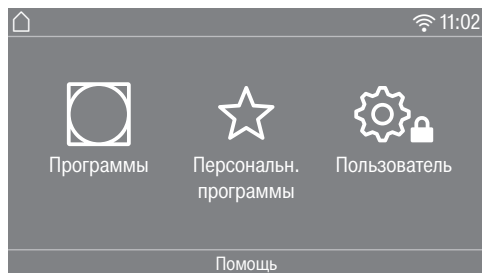 11:02
Программы
Персональн.
программы
Пользователь
Помощь